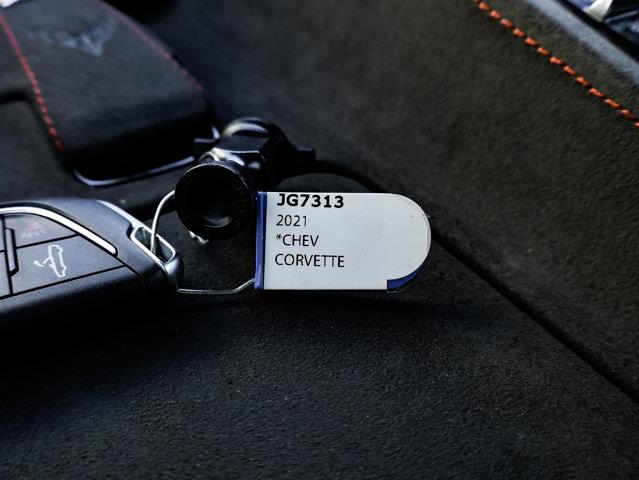 JG7313
2021
*CHEV
CORVETTE